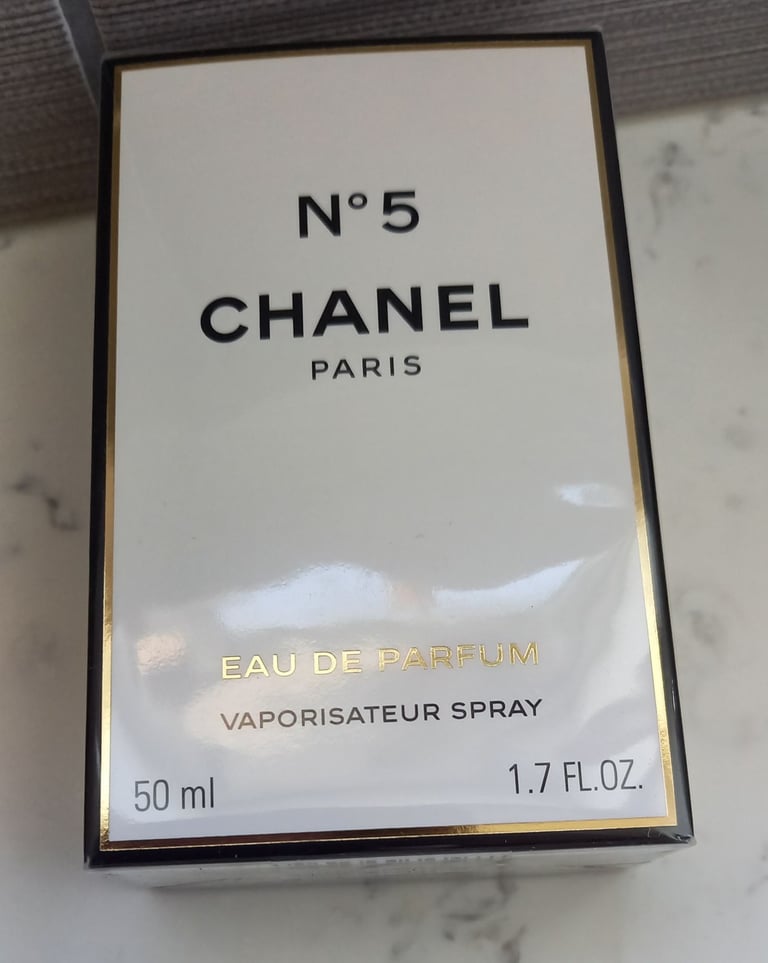 N°5
CHANEL
PARIS
EAU DE PARFUM
VAPORISATEUR SPRAY
50 ml
1.7 FL.OZ.